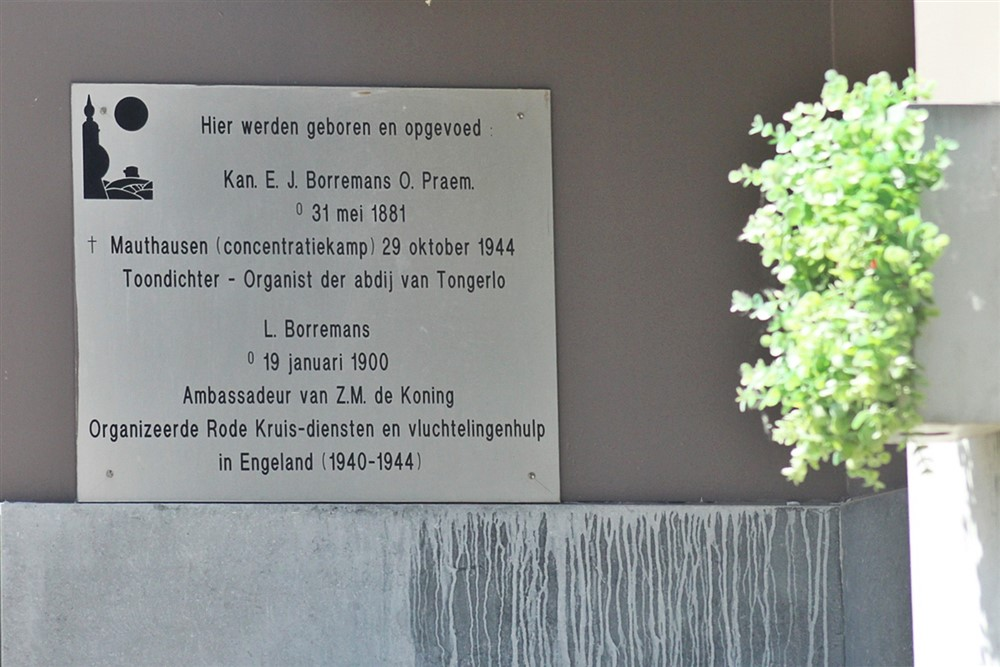 Hier werden geboren en opgevoed :
Kan. E. J. Borremans O. Praem.
⁰ 31 mei 1881
† Mauthausen (concentratiekamp) 29 oktober 1944
Toondichter - Organist der abdij van Tongerlo
L. Borremans
⁰ 19 januari 1900
Ambassadeur van Z.M. de Koning
Organizeerde Rode Kruis-diensten en vluchtelingenhulp
in Engeland (1940-1944)